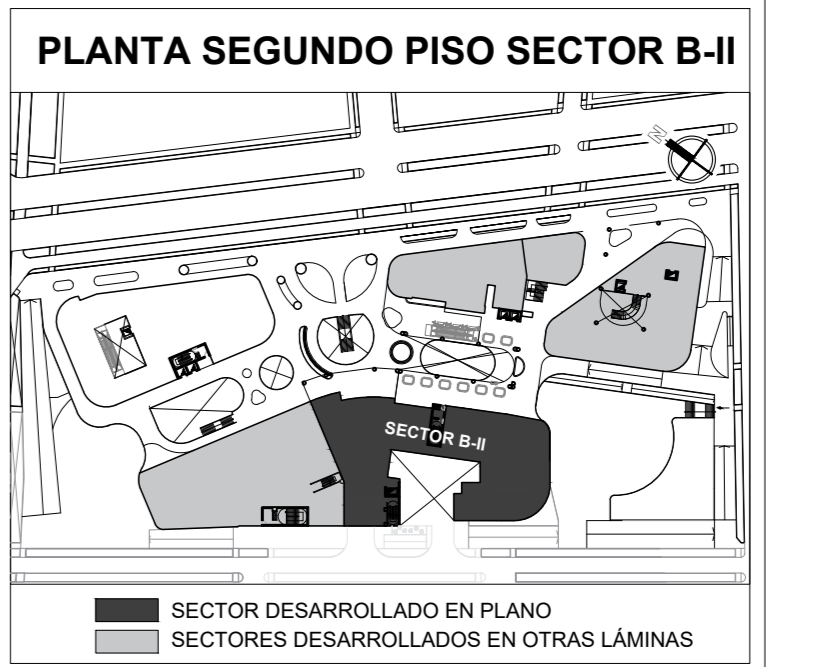 PLANTA SEGUNDO PISO SECTOR B-II
N
SECTOR B-II
SECTOR DESARROLLADO EN PLANO
SECTORES DESARROLLADOS EN OTRAS LÁMINAS